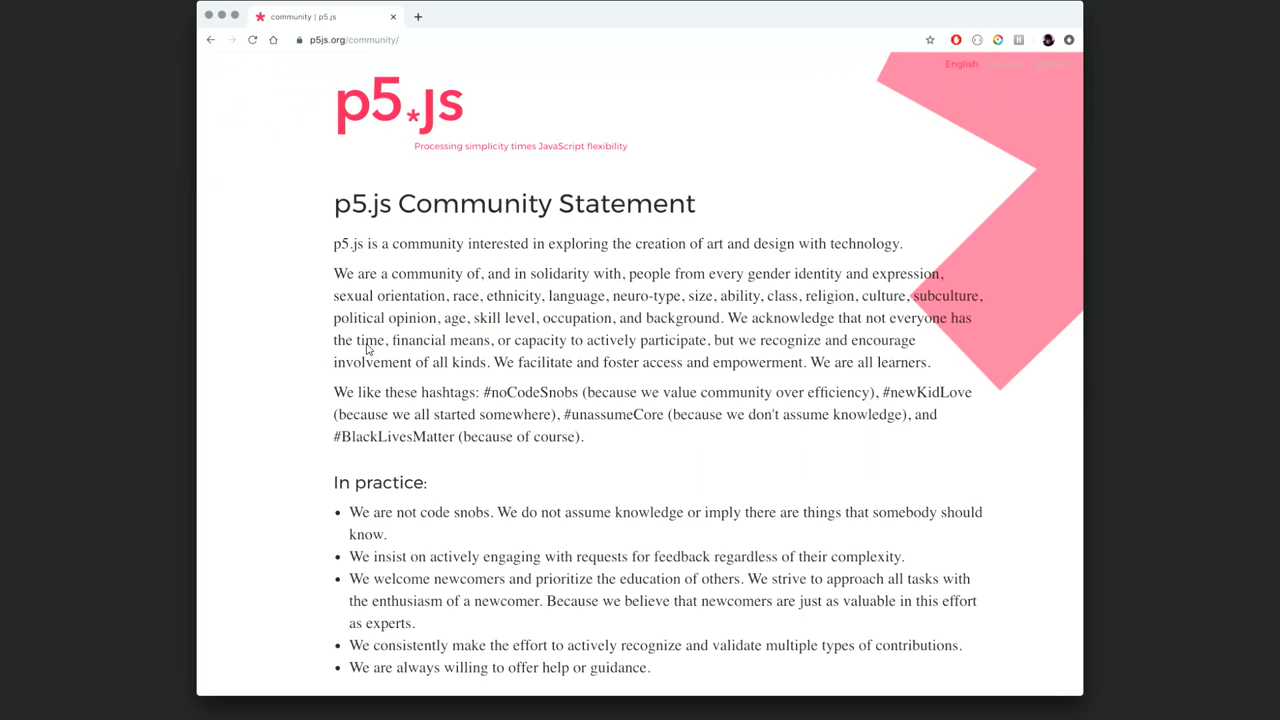 community | p5.js
p5js.org/community/
English
p5.js
Processing simplicity times JavaScript flexibility
p5.js Community Statement
p5.js is a community interested in exploring the creation of art and design with technology.
We are a community of, and in solidarity with, people from every gender identity and expression,
sexual orientation, race, ethnicity, language, neuro-type, size, ability, class, religion, culture, subculture,
political opinion, age, skill level, occupation, and background. We acknowledge that not everyone has
the time, financial means, or capacity to actively participate, but we recognize and encourage
involvement of all kinds. We facilitate and foster access and empowerment. We are all learners.
We like these hashtags: #noCodeSnobs (because we value community over efficiency), #newKidLove
(because we all started somewhere), #unassumeCore (because we don't assume knowledge), and
#BlackLivesMatter (because of course).
In practice:
• We are not code snobs. We do not assume knowledge or imply there are things that somebody should
know.
• We insist on actively engaging with requests for feedback regardless of their complexity.
• We welcome newcomers and prioritize the education of others. We strive to approach all tasks with
the enthusiasm of a newcomer. Because we believe that newcomers are just as valuable in this effort
as experts.
• We consistently make the effort to actively recognize and validate multiple types of contributions.
• We are always willing to offer help or guidance.